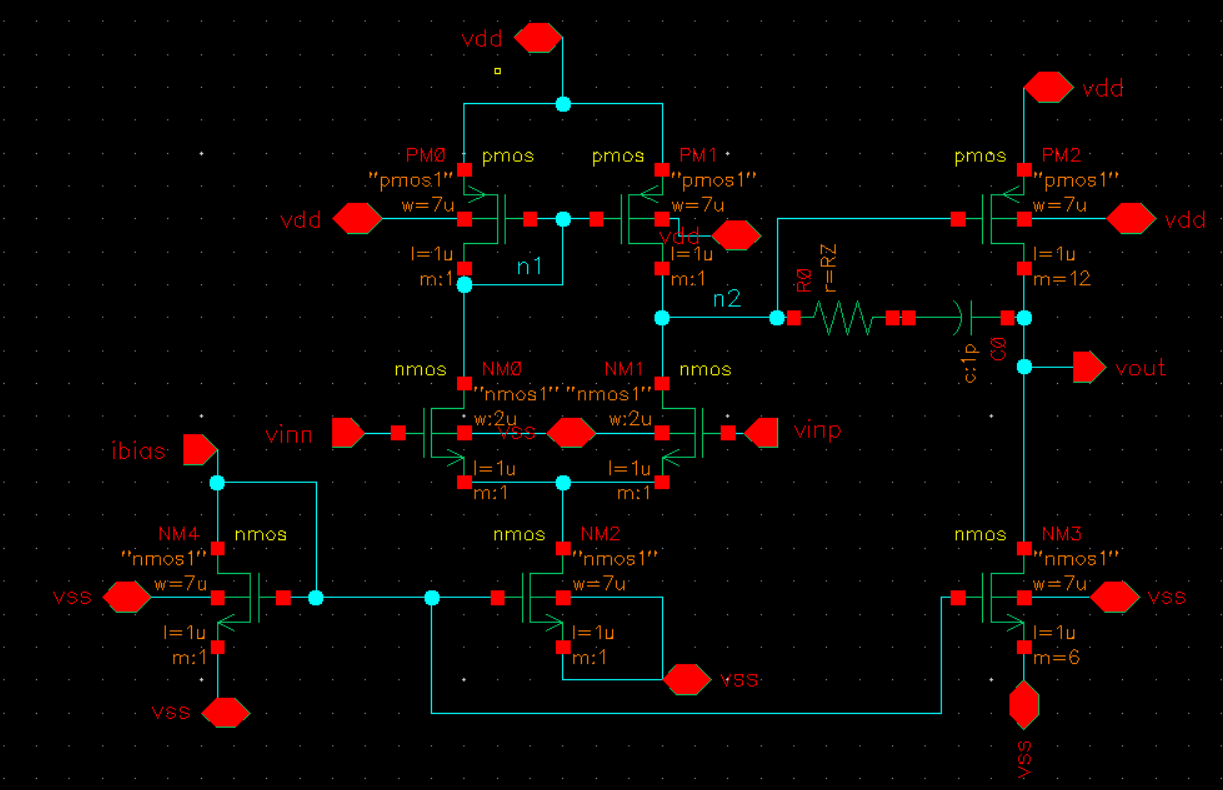 vdd
vdd
PM0 pmos
pmos PM1
pmos PM2
"pmos1"
"pmos1"
"pmos1"
w=7u
w=7u
w=7u
vdd
vdd
vdd
l=1u
l=1u
l=1u
m:1
m:1
m=12
n1
n2
R0
r=RZ
c:1p
C0
vout
nmos NM0
NM1 nmos
"nmos1"
"nmos1"
w:2u
w:2u
vinn
vss
vinp
ibias
l=1u
l=1u
m:1
m:1
NM4 nmos
nmos NM2
nmos NM3
"nmos1"
"nmos1"
"nmos1"
w=7u
w=7u
w=7u
vss
vss
l=1u
l=1u
l=1u
m:1
m:1
m=6
vss
vss
vss